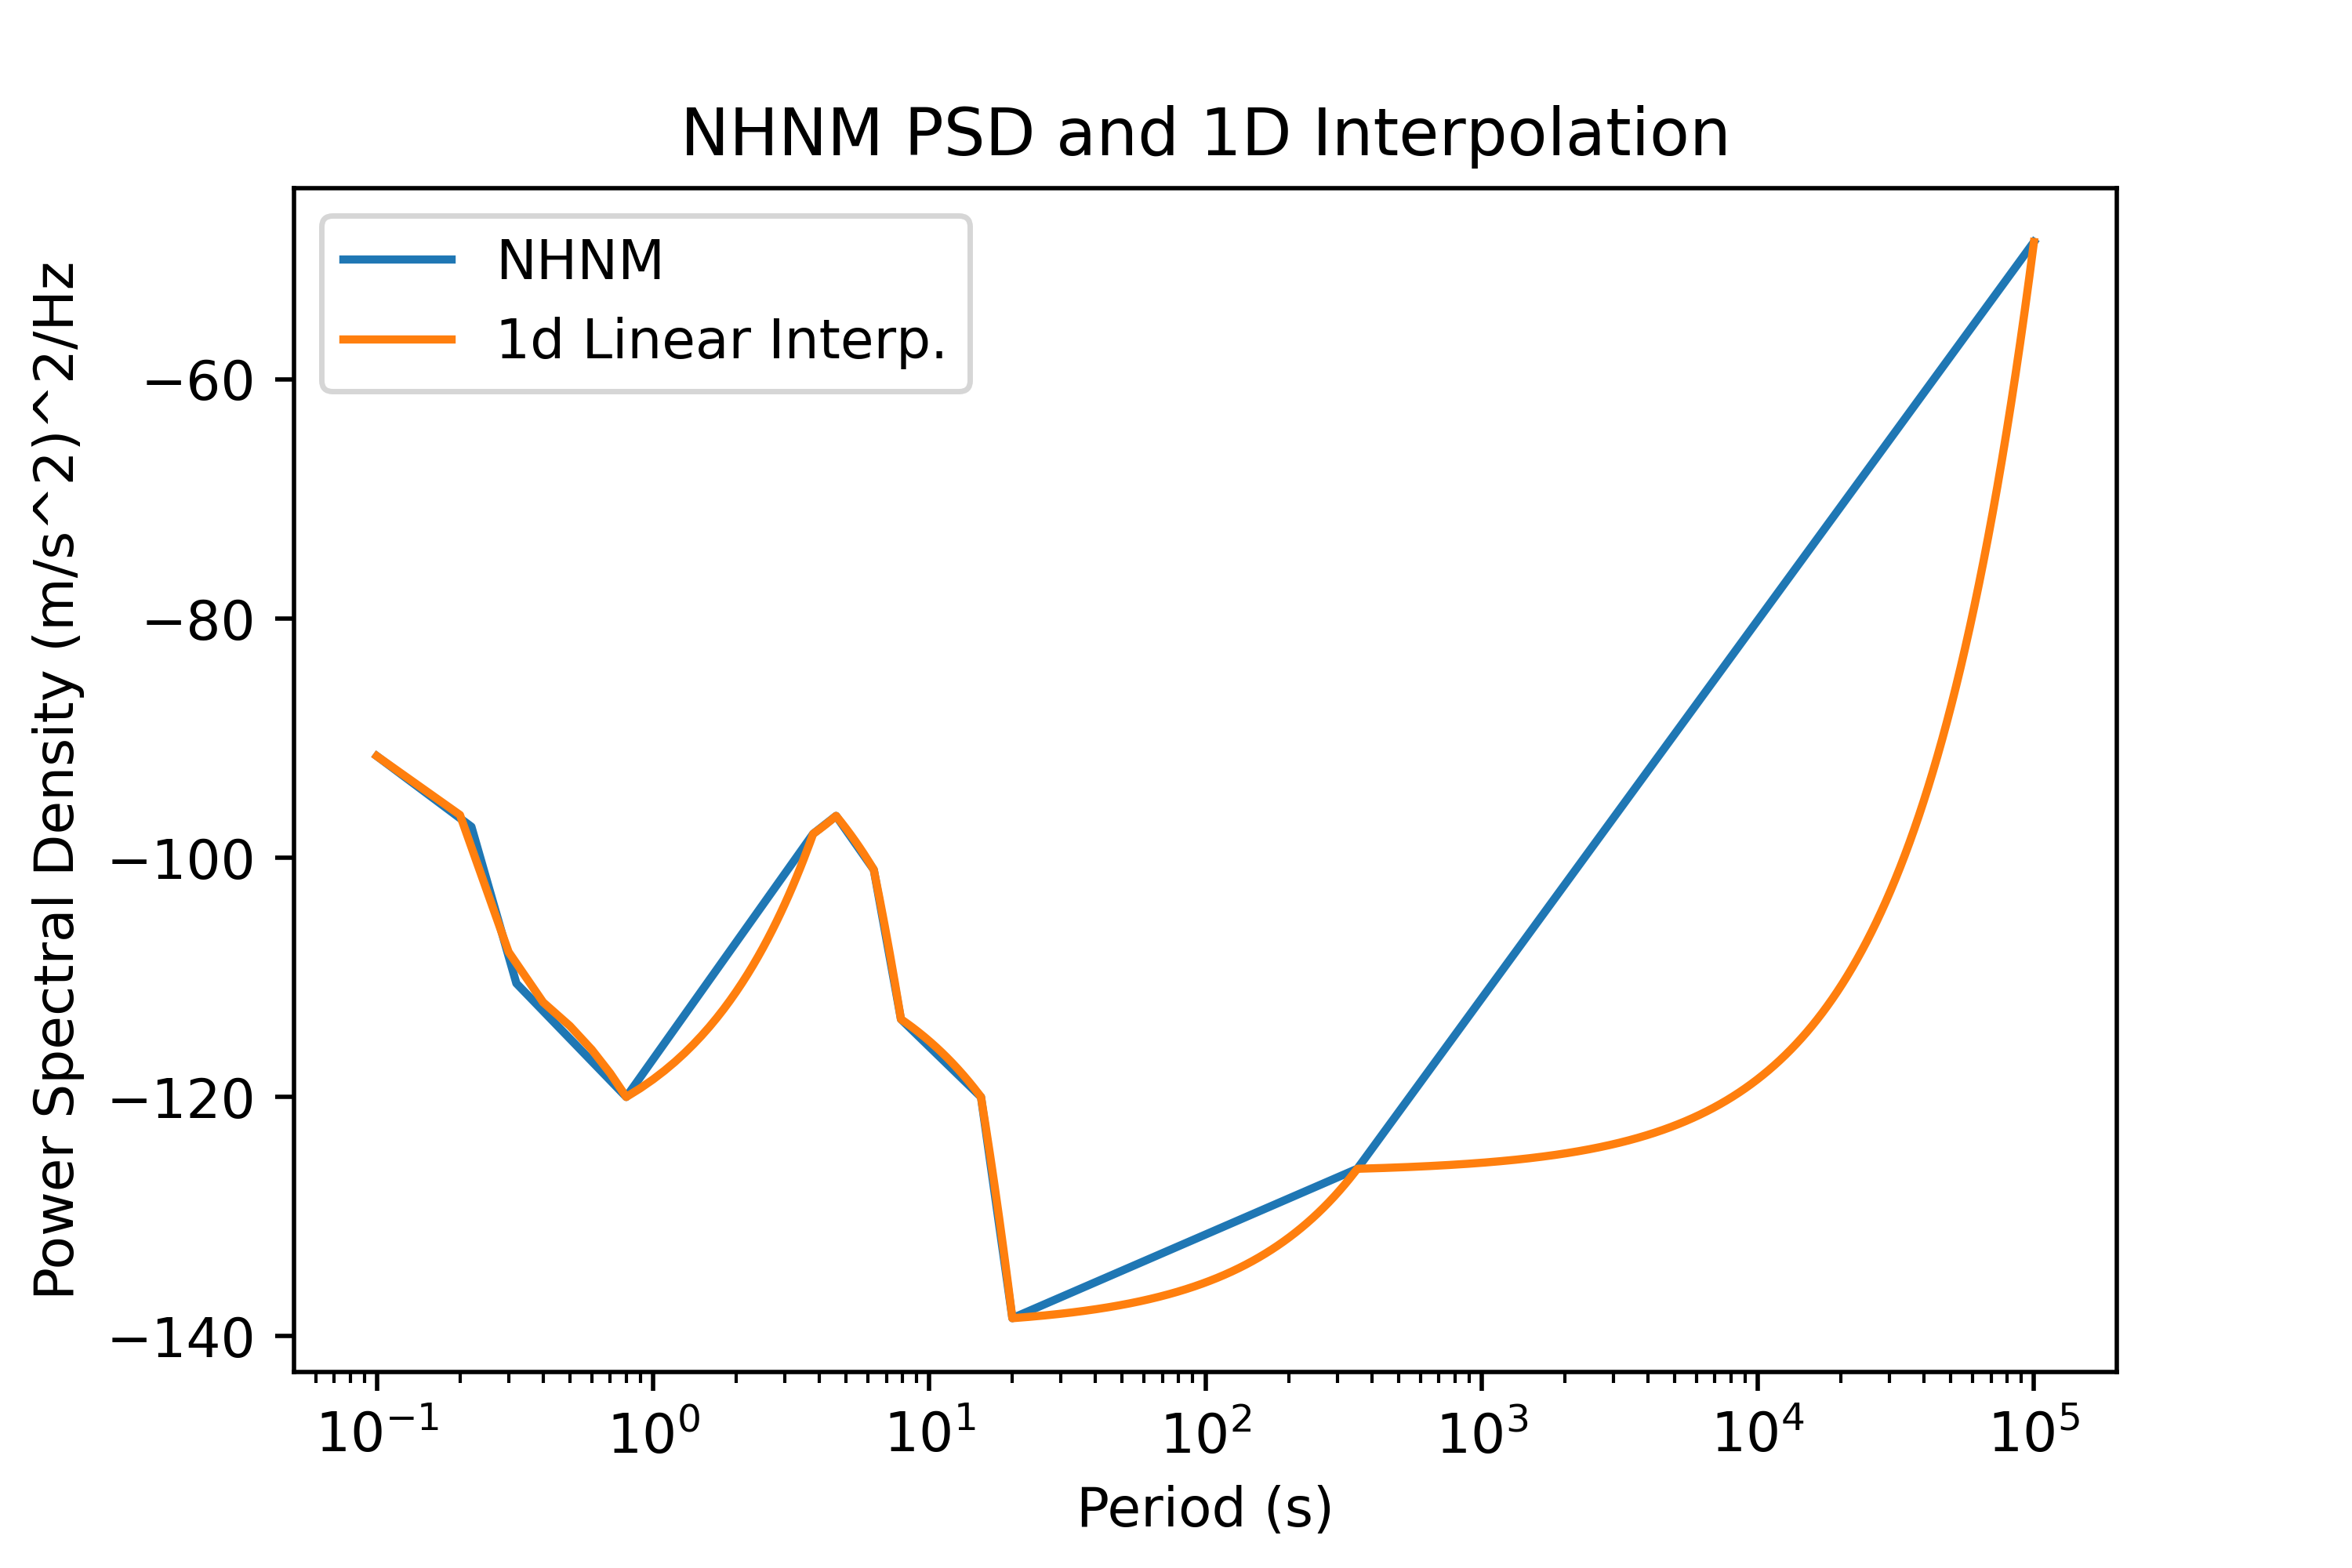 NHNM PSD and 1D Interpolation
NHNM
1d Linear Interp.
Power Spectral Density (m/s^2)^2/Hz
−60
−80
−100
−120
−140
10⁻¹ 10⁰ 10¹ 10² 10³ 10⁴ 10⁵
Period (s)